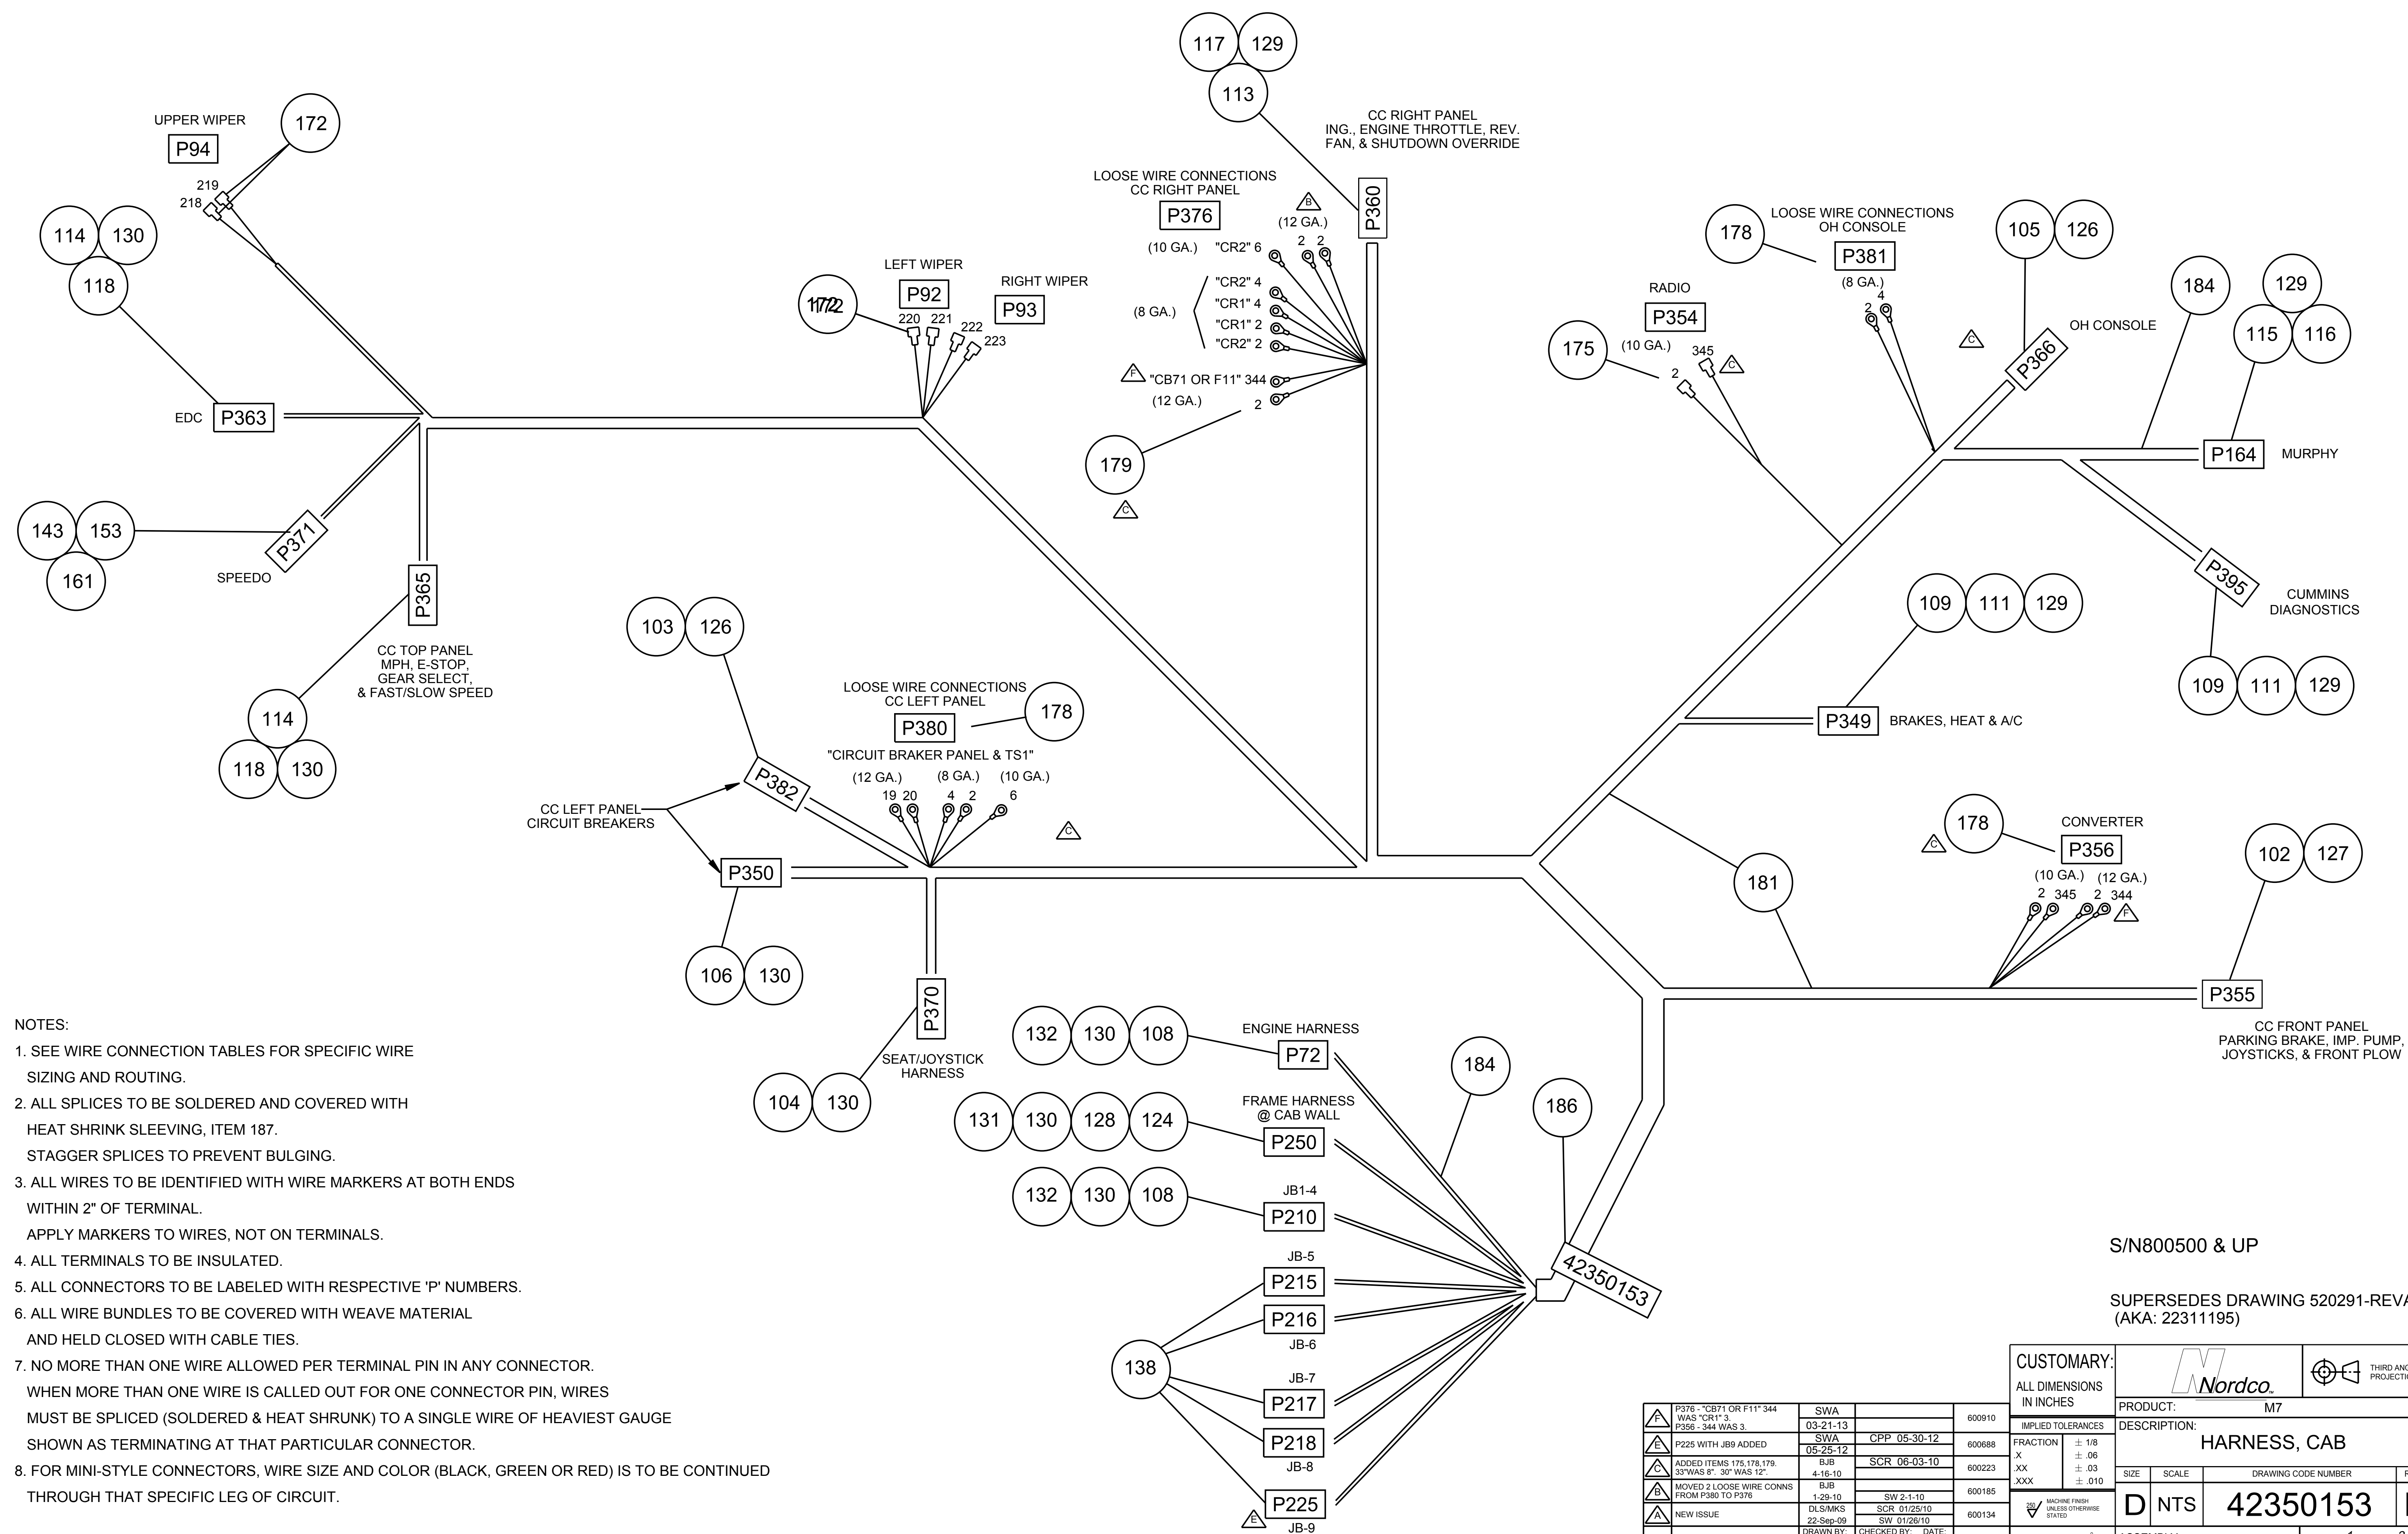 117
129
113
CC RIGHT PANEL
ING., ENGINE THROTTLE, REV.
FAN, & SHUTDOWN OVERRIDE
P360
UPPER WIPER
P94
172
219
218
114
130
118
EDC
P363
143
153
161
P371
SPEEDO
P365
CC TOP PANEL
MPH, E-STOP,
GEAR SELECT,
& FAST/SLOW SPEED
114
118
130
LEFT WIPER
P92
RIGHT WIPER
P93
172
220
221
222
223
LOOSE WIRE CONNECTIONS
CC RIGHT PANEL
P376
B
(12 GA.)
(10 GA.)
"CR2" 6
2
2
"CR2" 4
"CR1" 4
(8 GA.)
"CR1" 2
"CR2" 2
F
"CB71 OR F11" 344
(12 GA.)
2
179
C
178
LOOSE WIRE CONNECTIONS
OH CONSOLE
P381
(8 GA.)
4
2
105
126
C
OH CONSOLE
P366
RADIO
P354
175
(10 GA.)
345
2
C
184
129
115
116
P164
MURPHY
P395
CUMMINS
DIAGNOSTICS
109
111
129
109
111
129
P349
BRAKES, HEAT & A/C
103
126
LOOSE WIRE CONNECTIONS
CC LEFT PANEL
P380
178
"CIRCUIT BRAKER PANEL & TS1"
(12 GA.)
(8 GA.)
(10 GA.)
19
20
4
2
6
C
P382
CC LEFT PANEL
CIRCUIT BREAKERS
P350
106
130
P370
SEAT/JOYSTICK
HARNESS
104
130
181
C
178
CONVERTER
P356
(10 GA.)
(12 GA.)
2
345
2
344
F
102
127
P355
CC FRONT PANEL
PARKING BRAKE, IMP. PUMP,
JOYSTICKS, & FRONT PLOW
132
130
108
ENGINE HARNESS
P72
131
130
128
124
FRAME HARNESS
@ CAB WALL
P250
132
130
108
JB1-4
P210
JB-5
P215
P216
JB-6
JB-7
P217
P218
JB-8
E
P225
JB-9
138
184
186
42350153
NOTES:
1. SEE WIRE CONNECTION TABLES FOR SPECIFIC WIRE
SIZING AND ROUTING.
2. ALL SPLICES TO BE SOLDERED AND COVERED WITH
HEAT SHRINK SLEEVING, ITEM 187.
STAGGER SPLICES TO PREVENT BULGING.
3. ALL WIRES TO BE IDENTIFIED WITH WIRE MARKERS AT BOTH ENDS
WITHIN 2" OF TERMINAL.
APPLY MARKERS TO WIRES, NOT ON TERMINALS.
4. ALL TERMINALS TO BE INSULATED.
5. ALL CONNECTORS TO BE LABELED WITH RESPECTIVE 'P' NUMBERS.
6. ALL WIRE BUNDLES TO BE COVERED WITH WEAVE MATERIAL
AND HELD CLOSED WITH CABLE TIES.
7. NO MORE THAN ONE WIRE ALLOWED PER TERMINAL PIN IN ANY CONNECTOR.
WHEN MORE THAN ONE WIRE IS CALLED OUT FOR ONE CONNECTOR PIN, WIRES
MUST BE SPLICED (SOLDERED & HEAT SHRUNK) TO A SINGLE WIRE OF HEAVIEST GAUGE
SHOWN AS TERMINATING AT THAT PARTICULAR CONNECTOR.
8. FOR MINI-STYLE CONNECTORS, WIRE SIZE AND COLOR (BLACK, GREEN OR RED) IS TO BE CONTINUED
THROUGH THAT SPECIFIC LEG OF CIRCUIT.
S/N800500 & UP
SUPERSEDES DRAWING 520291-REVA
(AKA: 22311195)
F P376 - "CB71 OR F11" 344 WAS "CR1" 3. P356 - 344 WAS 3. SWA 03-21-13 600910
E P225 WITH JB9 ADDED SWA 05-25-12 CPP 05-30-12 600688
C ADDED ITEMS 175,178,179. 33"WAS 8". 30" WAS 12". BJB 4-16-10 SCR 06-03-10 600223
B MOVED 2 LOOSE WIRE CONNS FROM P380 TO P376 BJB 1-29-10 SW 2-1-10 600185
A NEW ISSUE DLS/MKS 22-Sep-09 SCR 01/25/10 SW 01/26/10 600134
DRAWN BY: CHECKED BY: DATE:
CUSTOMARY:
ALL DIMENSIONS
IN INCHES
IMPLIED TOLERANCES
FRACTION ± 1/8
.X ± .06
.XX ± .03
.XXX ± .010
250 MACHINE FINISH
UNLESS OTHERWISE
STATED
Nordco
PRODUCT: M7
DESCRIPTION:
HARNESS, CAB
SIZE SCALE DRAWING CODE NUMBER
D NTS 42350153